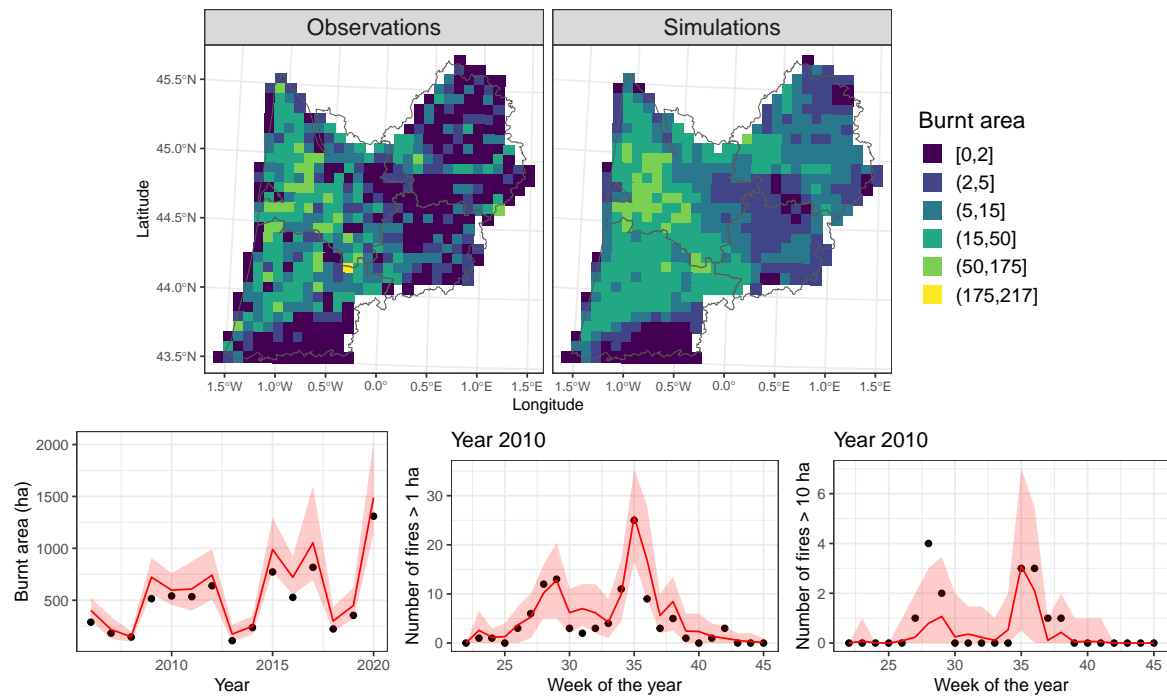 Observations
Simulations
45.5°N
45.0°N
44.5°N
44.0°N
43.5°N
Latitude
1.5°W 1.0°W 0.5°W 0.0° 0.5°E 1.0°E 1.5°E
1.5°W 1.0°W 0.5°W 0.0° 0.5°E 1.0°E 1.5°E
Longitude
Burnt area
[0,2]
(2,5]
(5,15]
(15,50]
(50,175]
(175,217]
2000
1500
1000
500
Burnt area (ha)
2010 2015 2020
Year
Year 2010
30
20
10
0
Number of fires > 1 ha
25 30 35 40 45
Week of the year
Year 2010
6
4
2
0
Number of fires > 10 ha
25 30 35 40 45
Week of the year